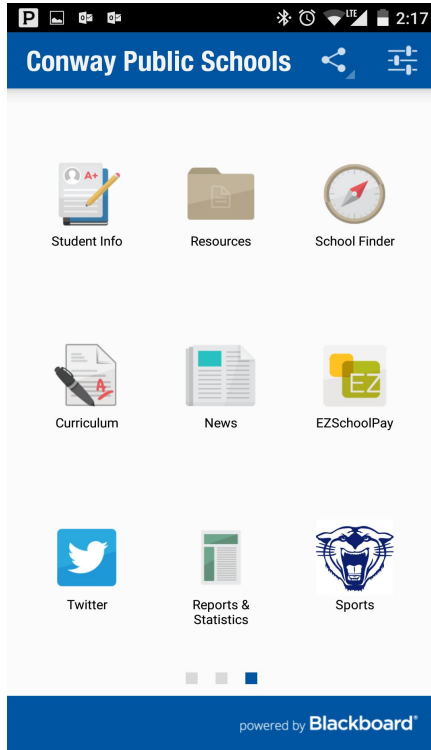 P LTE 2:17
Conway Public Schools
A+
Student Info Resources School Finder
A
EZ
Curriculum News EZSchoolPay
Twitter Reports & Sports
Statistics
powered by Blackboard